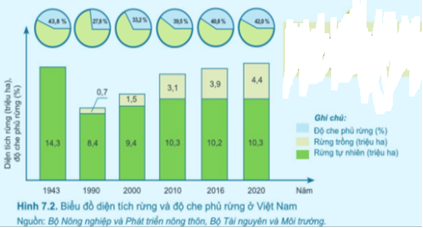 43,8 %
27,8 %
33,2 %
39,5 %
40,8 %
42,0 %
Diện tích rừng (triệu ha),
độ che phủ rừng (%)
0,7
1,5
3,1
3,9
4,4
14,3
8,4
9,4
10,3
10,2
10,3
1943
1990
2000
2010
2016
2020
Năm
Ghi chú:
Độ che phủ rừng (%)
Rừng trồng (triệu ha)
Rừng tự nhiên (triệu ha)
Hình 7.2. Biểu đồ diện tích rừng và độ che phủ rừng ở Việt Nam
Nguồn: Bộ Nông nghiệp và Phát triển nông thôn, Bộ Tài nguyên và Môi trường.